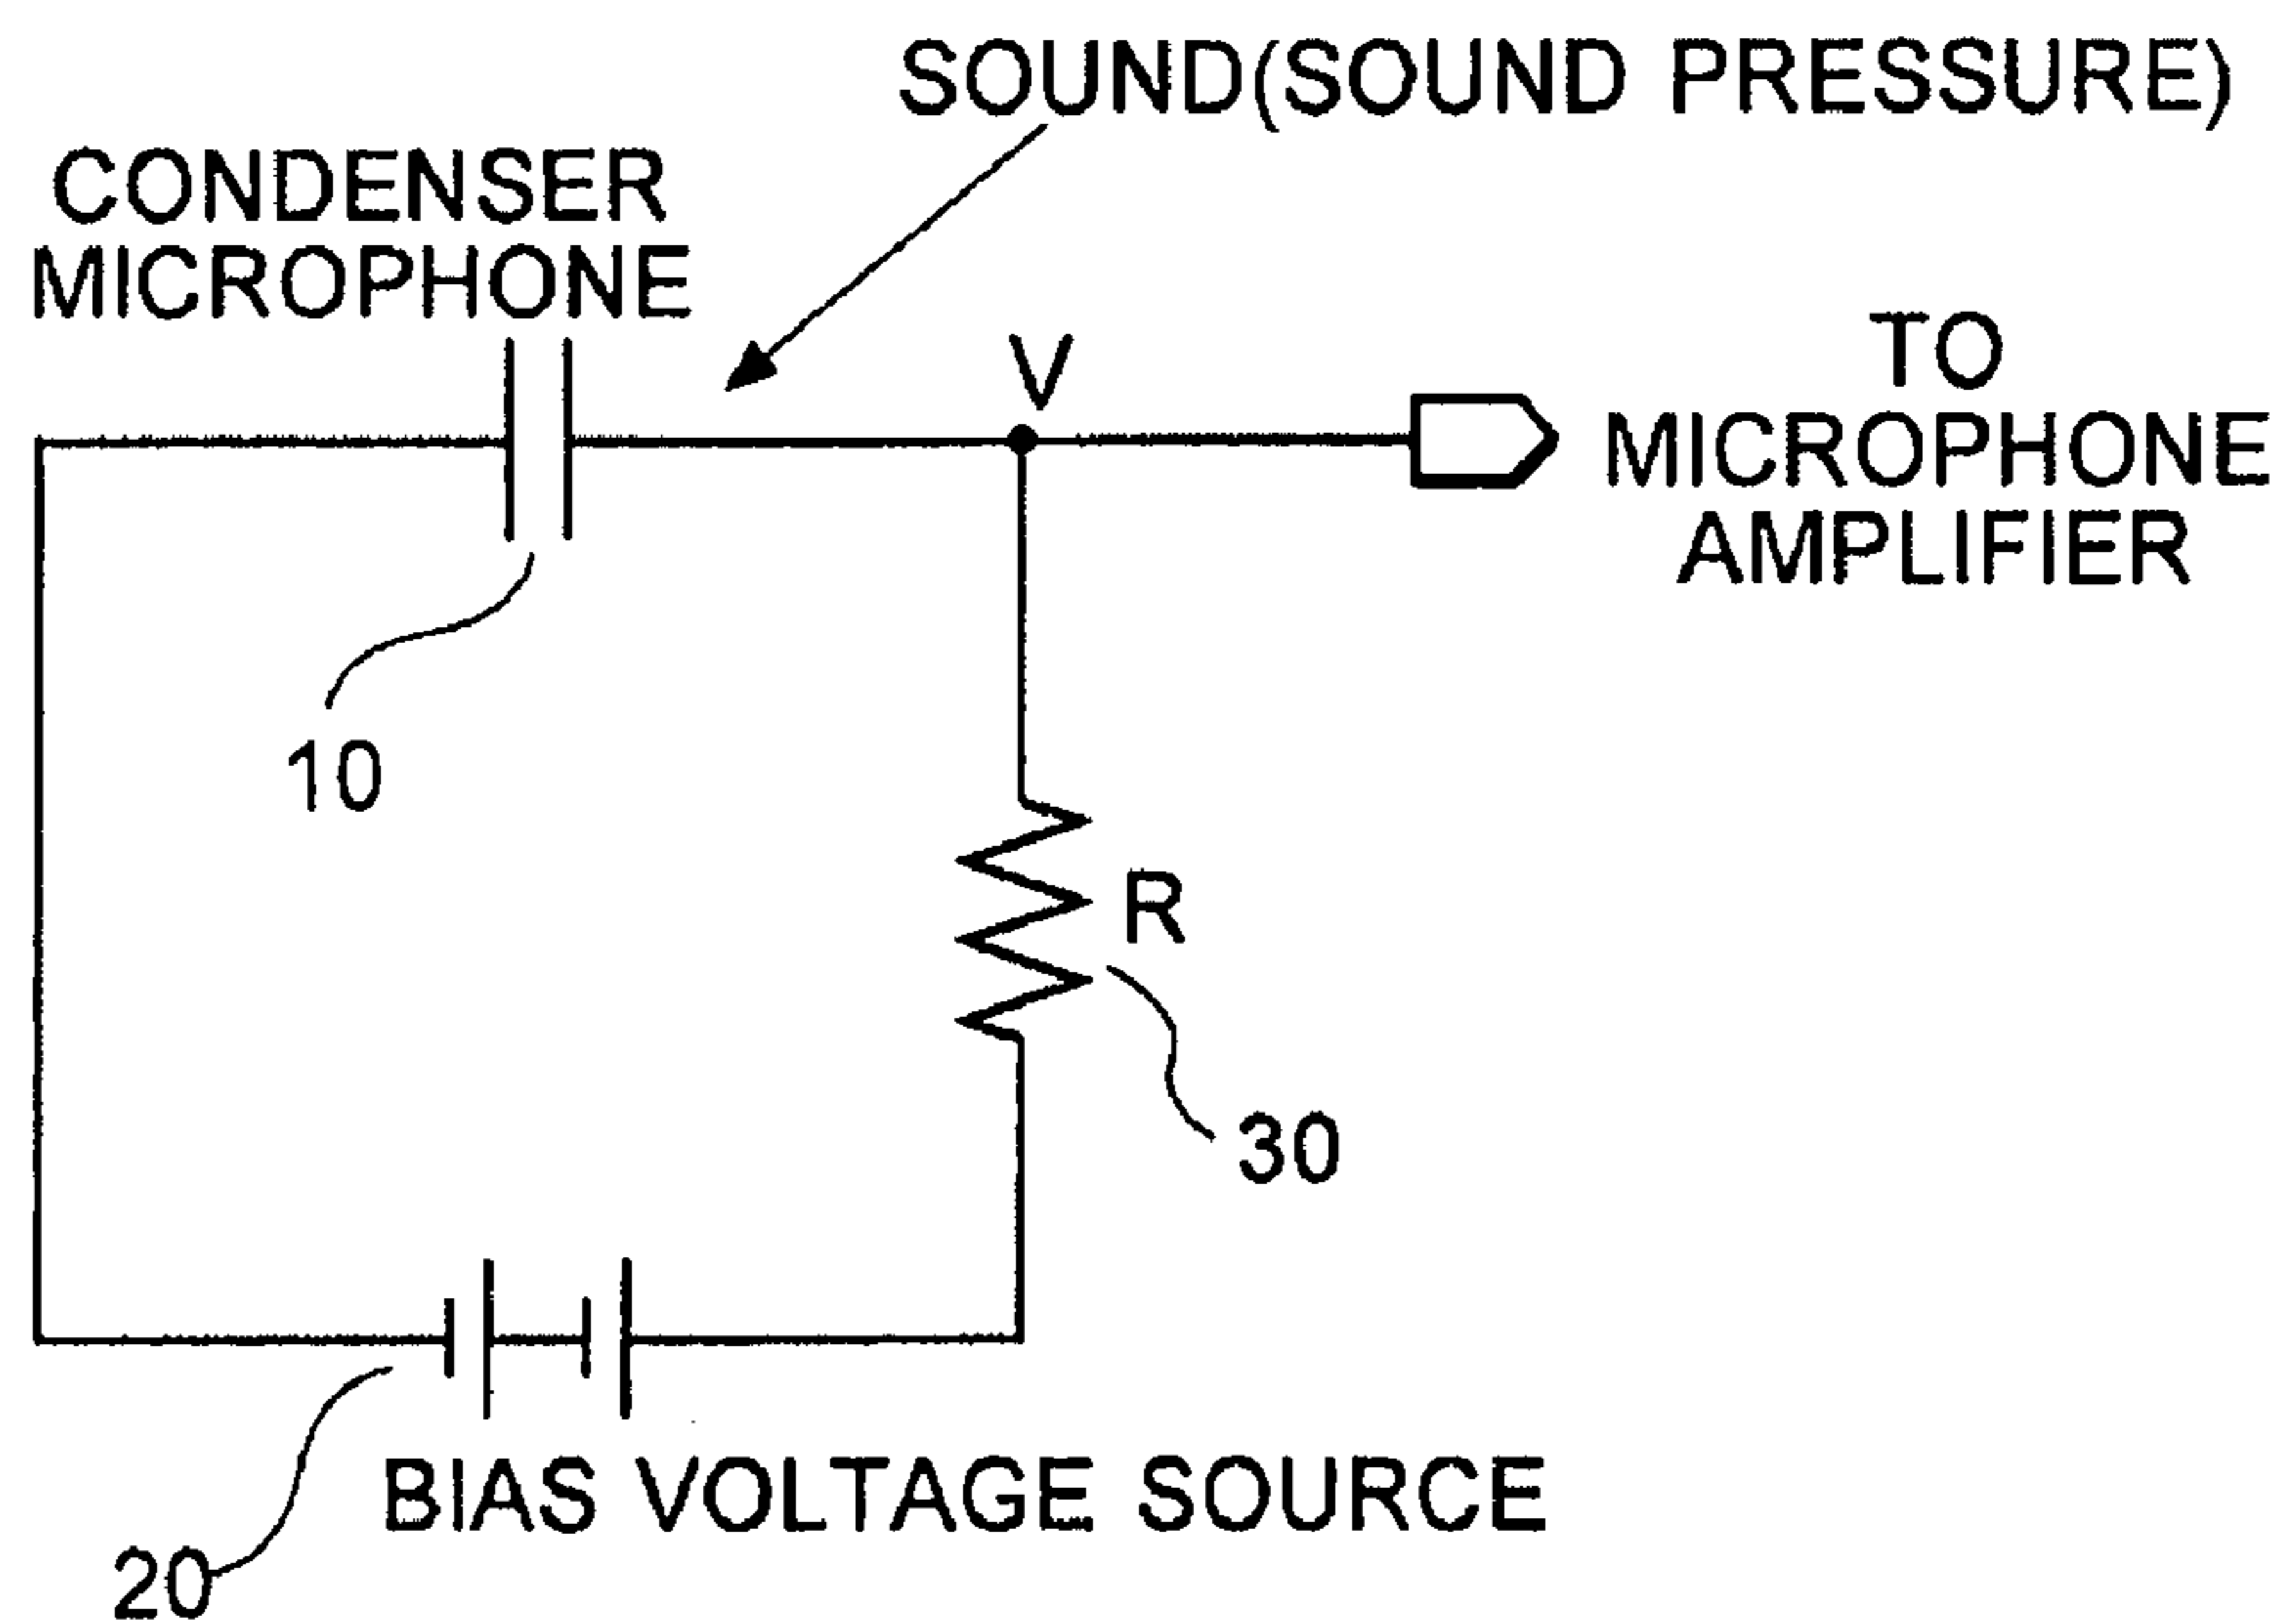 SOUND(SOUND PRESSURE)
CONDENSER
MICROPHONE
V
TO
MICROPHONE
AMPLIFIER
10
R
30
BIAS VOLTAGE SOURCE
20